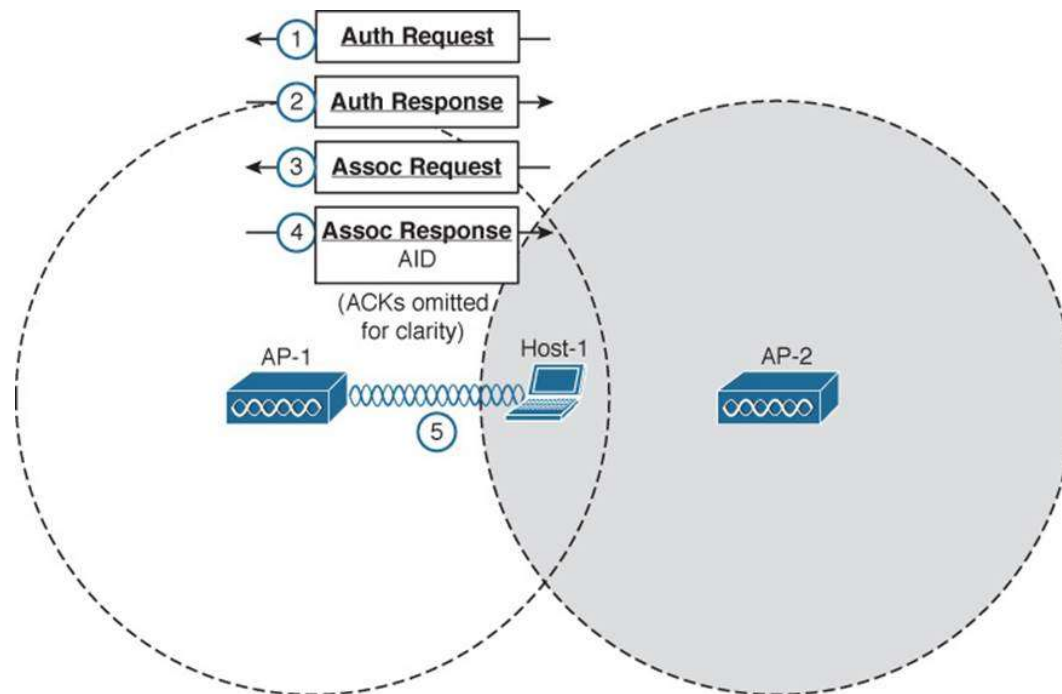 1 Auth Request
2 Auth Response
3 Assoc Request
4 Assoc Response
AID
(ACKs omitted
for clarity)
AP-1
Host-1
AP-2
5